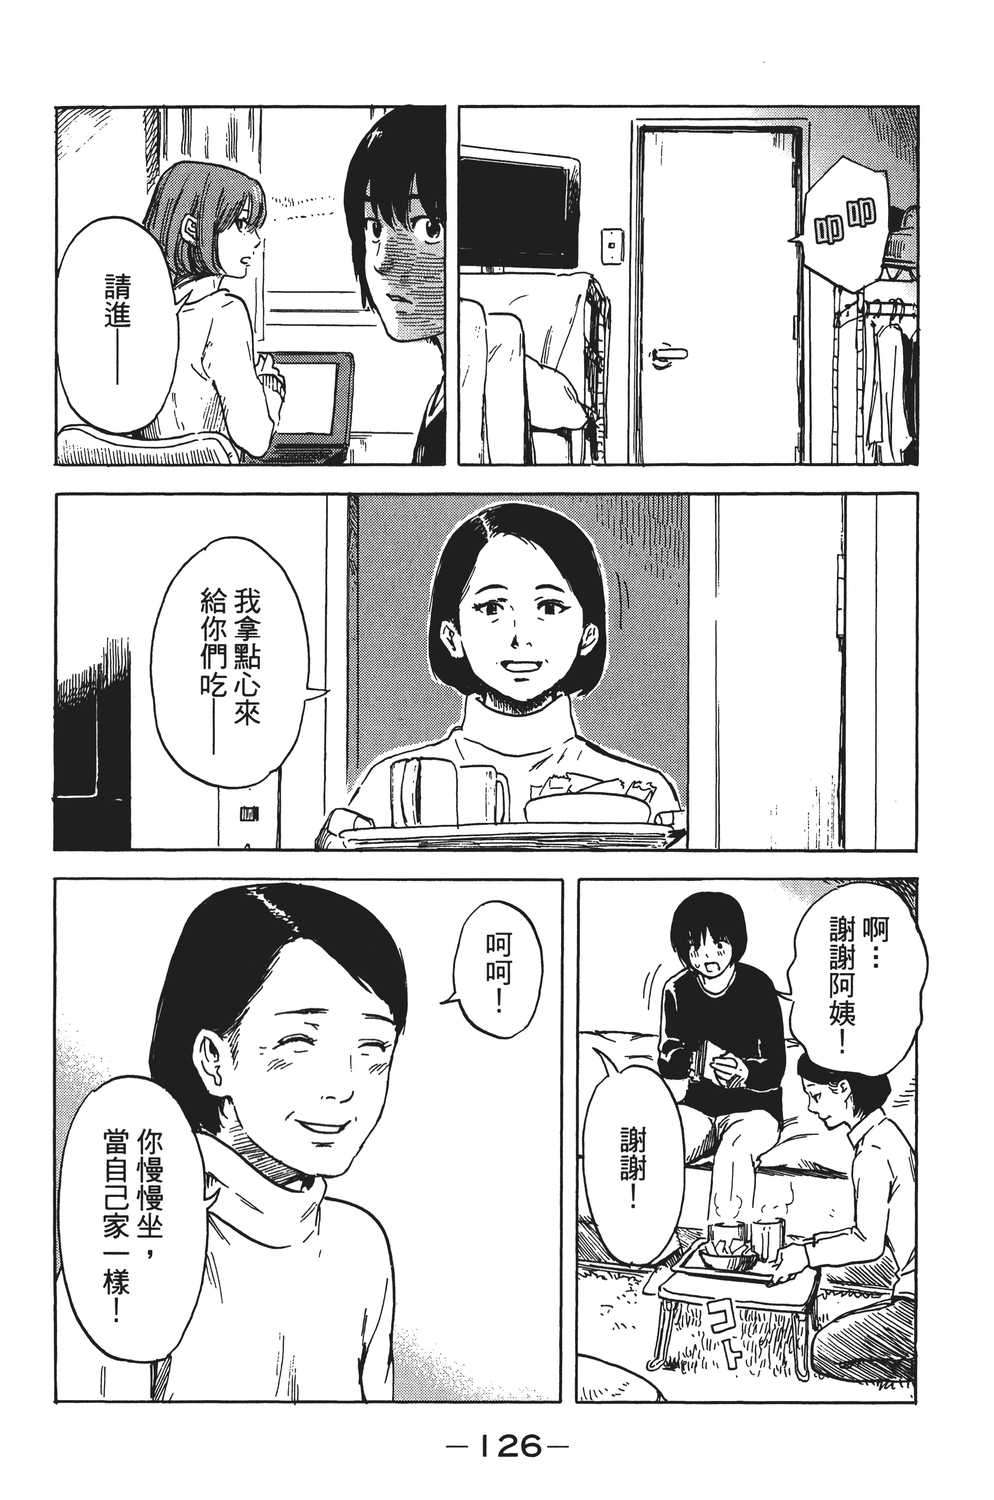 叩叩
請進──
我拿點心來
給你們吃──
啊…
謝謝阿姨！
謝謝！
コト
呵呵！
你慢慢坐，
當自己家一樣！
－126－